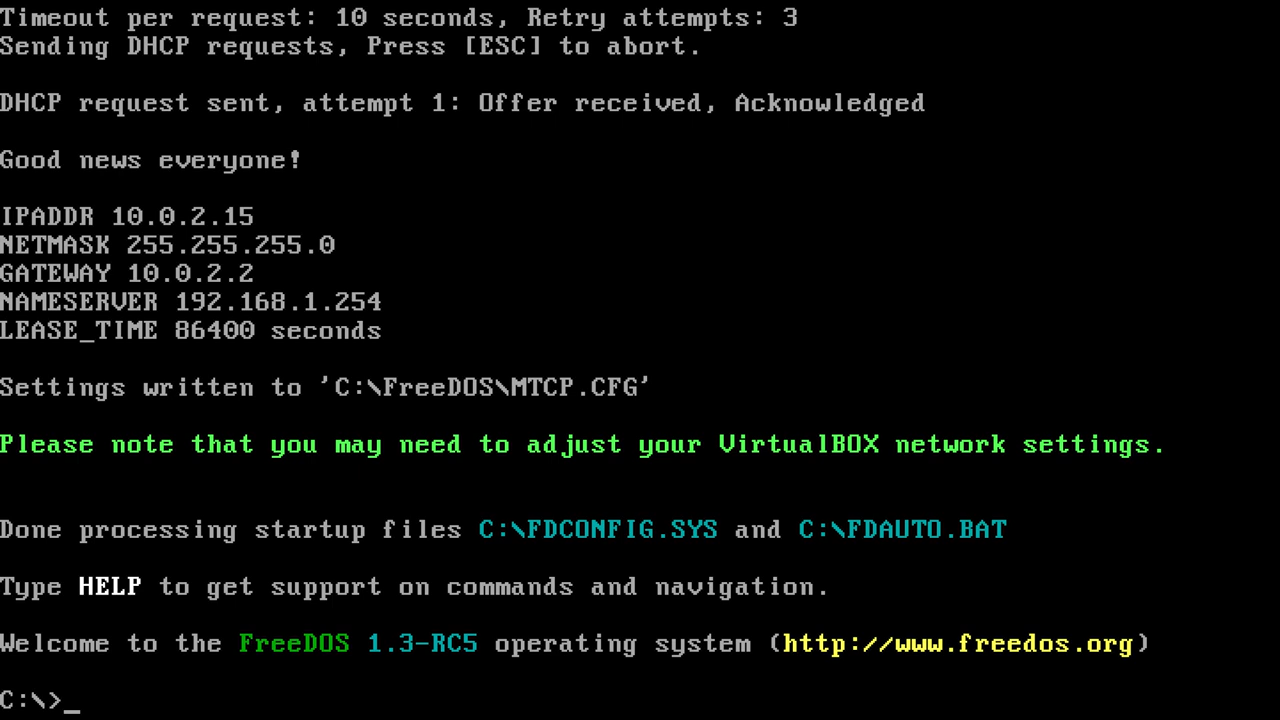 Timeout per request: 10 seconds, Retry attempts: 3
Sending DHCP requests, Press [ESC] to abort.
DHCP request sent, attempt 1: Offer received, Acknowledged
Good news everyone!
IPADDR 10.0.2.15
NETMASK 255.255.255.0
GATEWAY 10.0.2.2
NAMESERVER 192.168.1.254
LEASE_TIME 86400 seconds
Settings written to 'C:\FreeDOS\MTCP.CFG'
Please note that you may need to adjust your VirtualBOX network settings.
Done processing startup files C:\FDCONFIG.SYS and C:\FDAUTO.BAT
Type HELP to get support on commands and navigation.
Welcome to the FreeDOS 1.3-RC5 operating system (http://www.freedos.org)
C:\>_